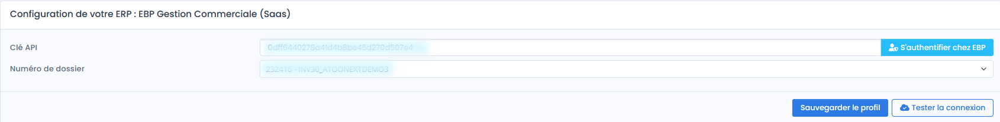 Configuration de votre ERP : EBP Gestion Commerciale (Saas)
Clé API
0dff6440278a41d4b8be45d270d507e4
S'authentifier chez EBP
Numéro de dossier
232416 - INV30_ATOONEXTDEMO3
Sauvegarder le profil
Tester la connexion